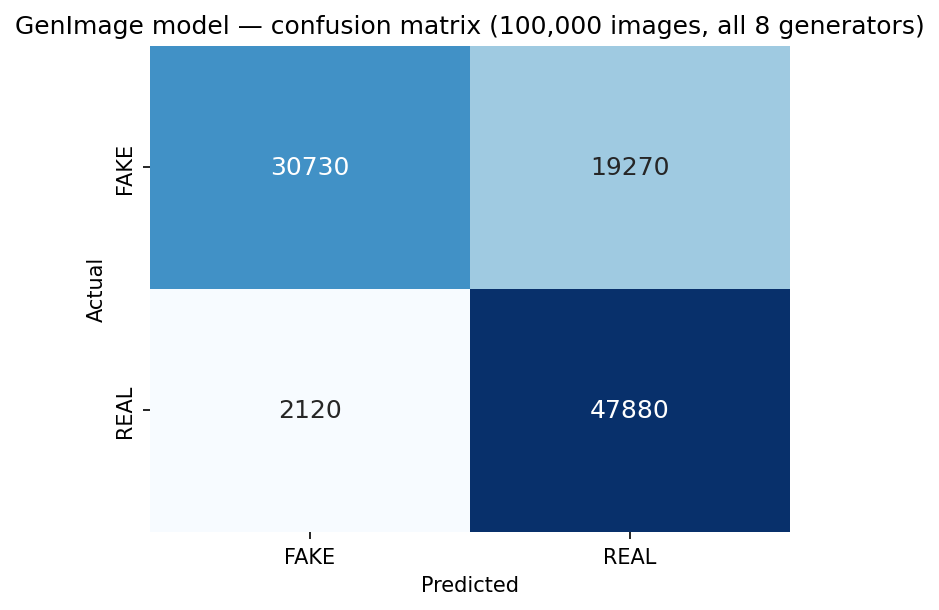 GenImage model — confusion matrix (100,000 images, all 8 generators)
FAKE
30730
19270
Actual
REAL
2120
47880
FAKE
REAL
Predicted